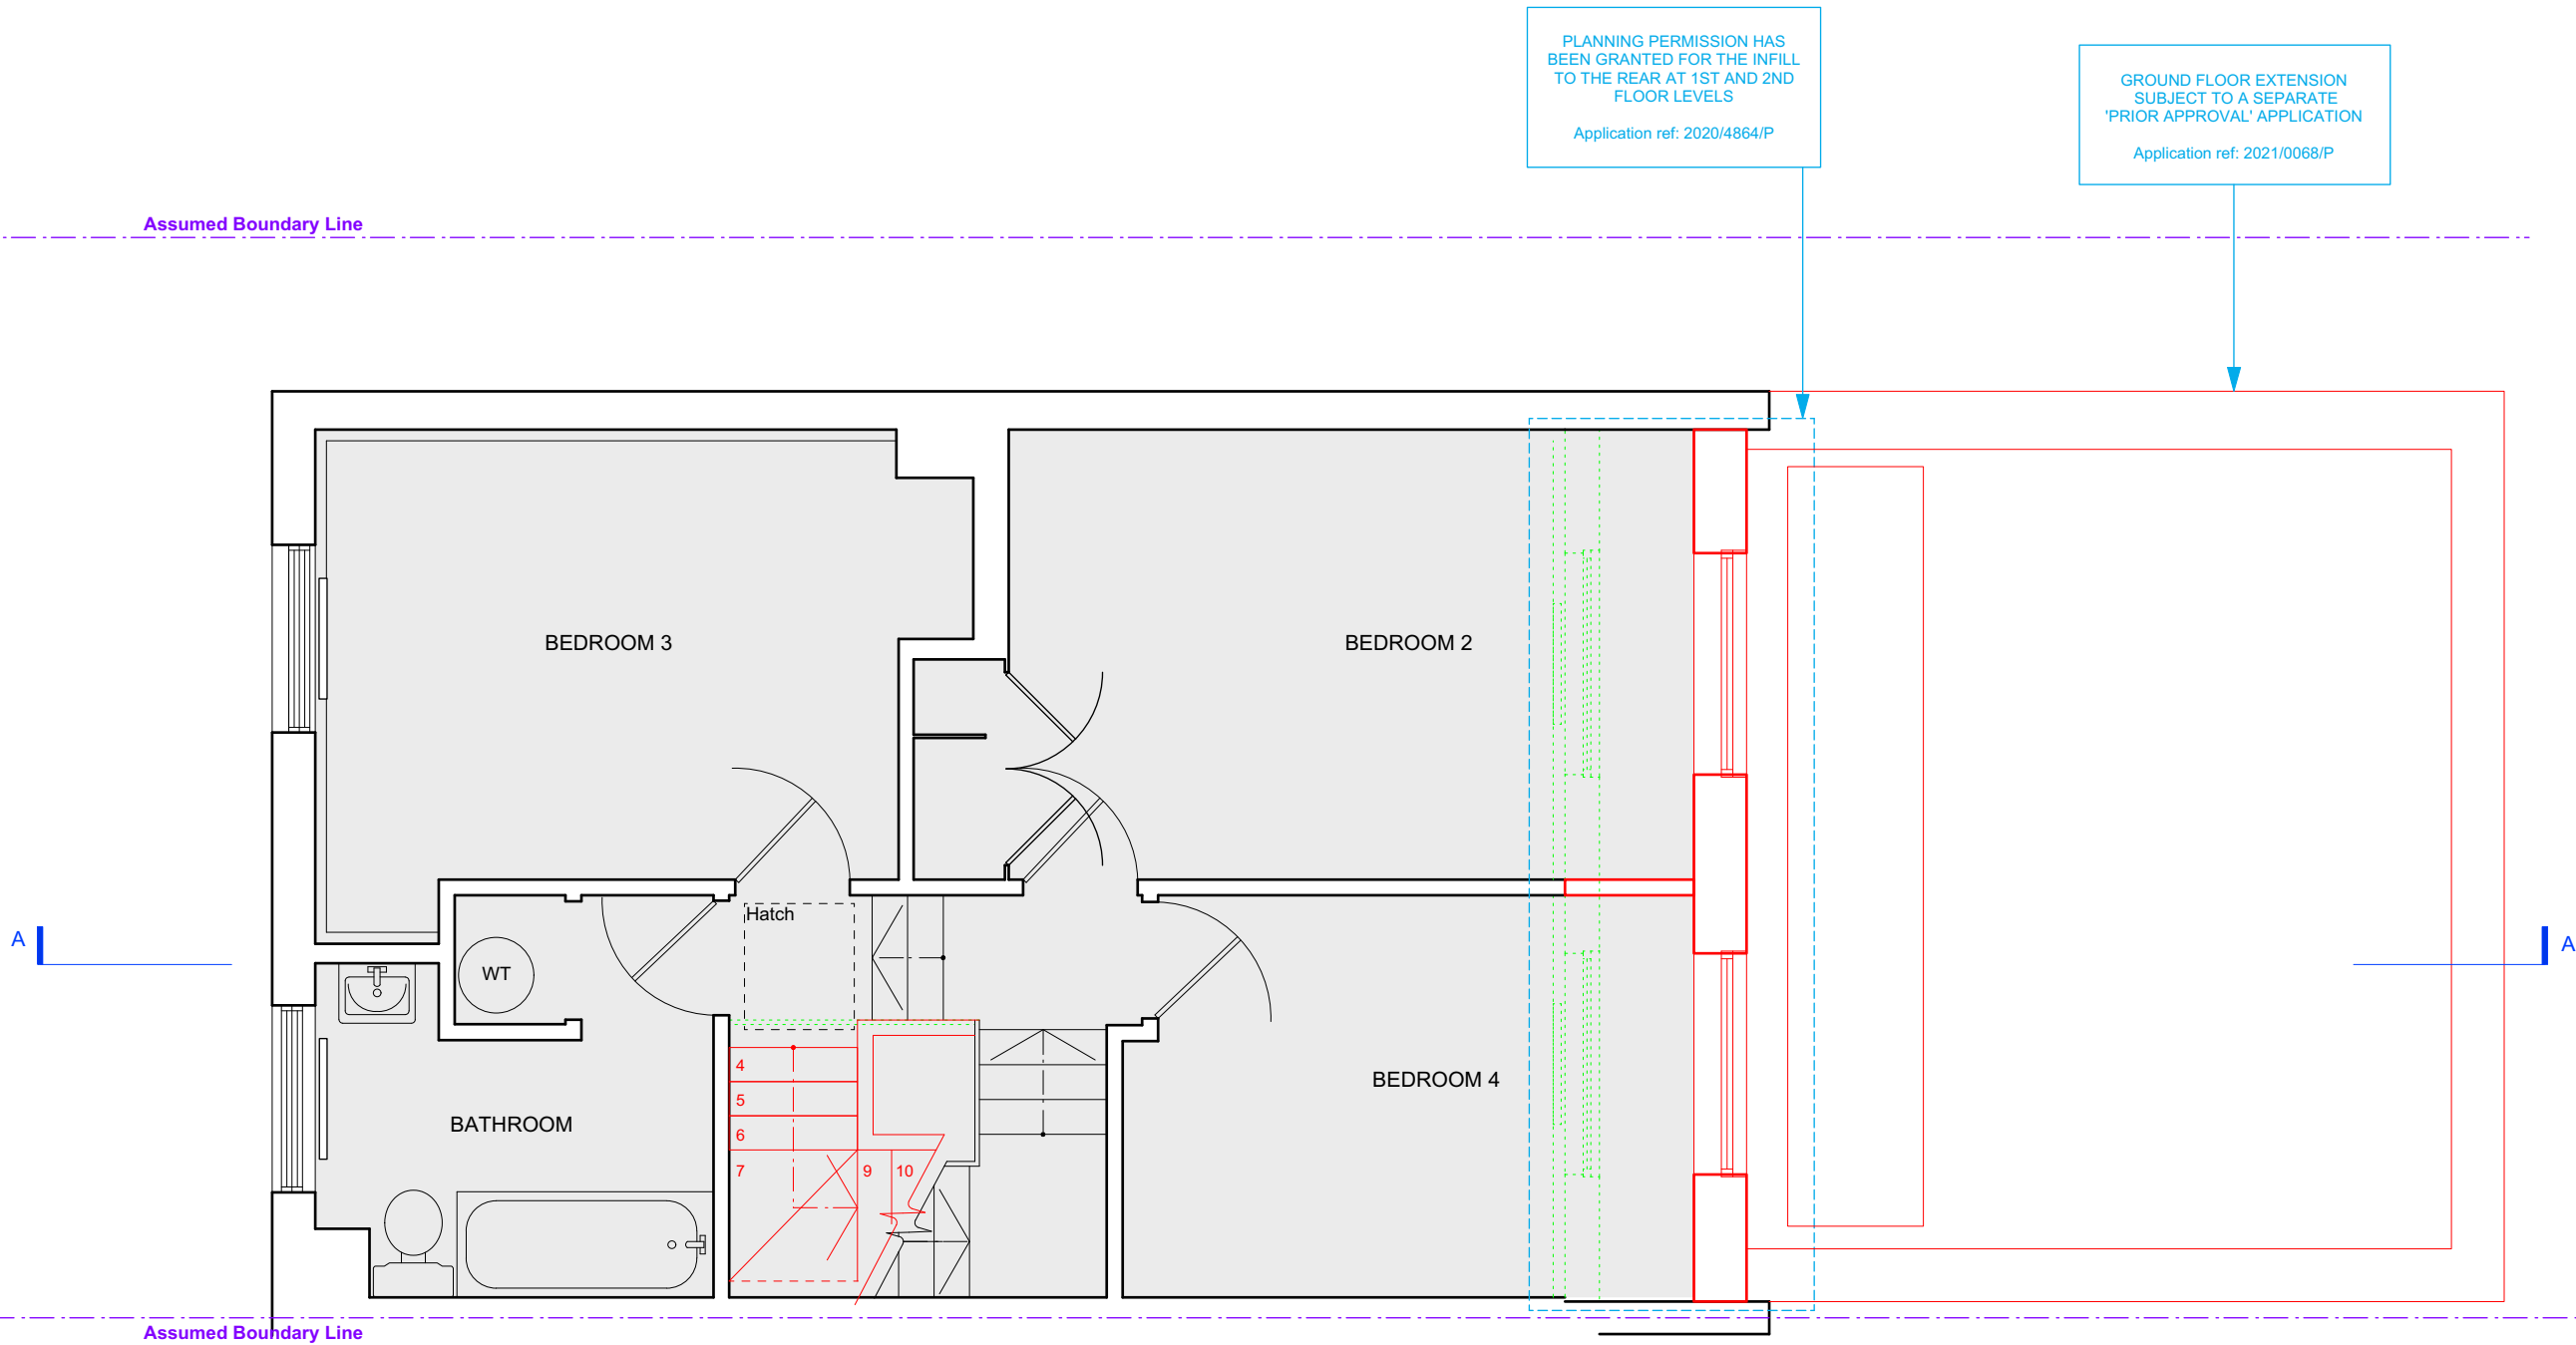 PLANNING PERMISSION HAS
BEEN GRANTED FOR THE INFILL
TO THE REAR AT 1ST AND 2ND
FLOOR LEVELS
Application ref: 2020/4864/P
GROUND FLOOR EXTENSION
SUBJECT TO A SEPARATE
'PRIOR APPROVAL' APPLICATION
Application ref: 2021/0068/P
Assumed Boundary Line
BEDROOM 3
BEDROOM 2
Hatch
A
A
WT
4
5
6
7
9
10
BEDROOM 4
BATHROOM
Assumed Boundary Line